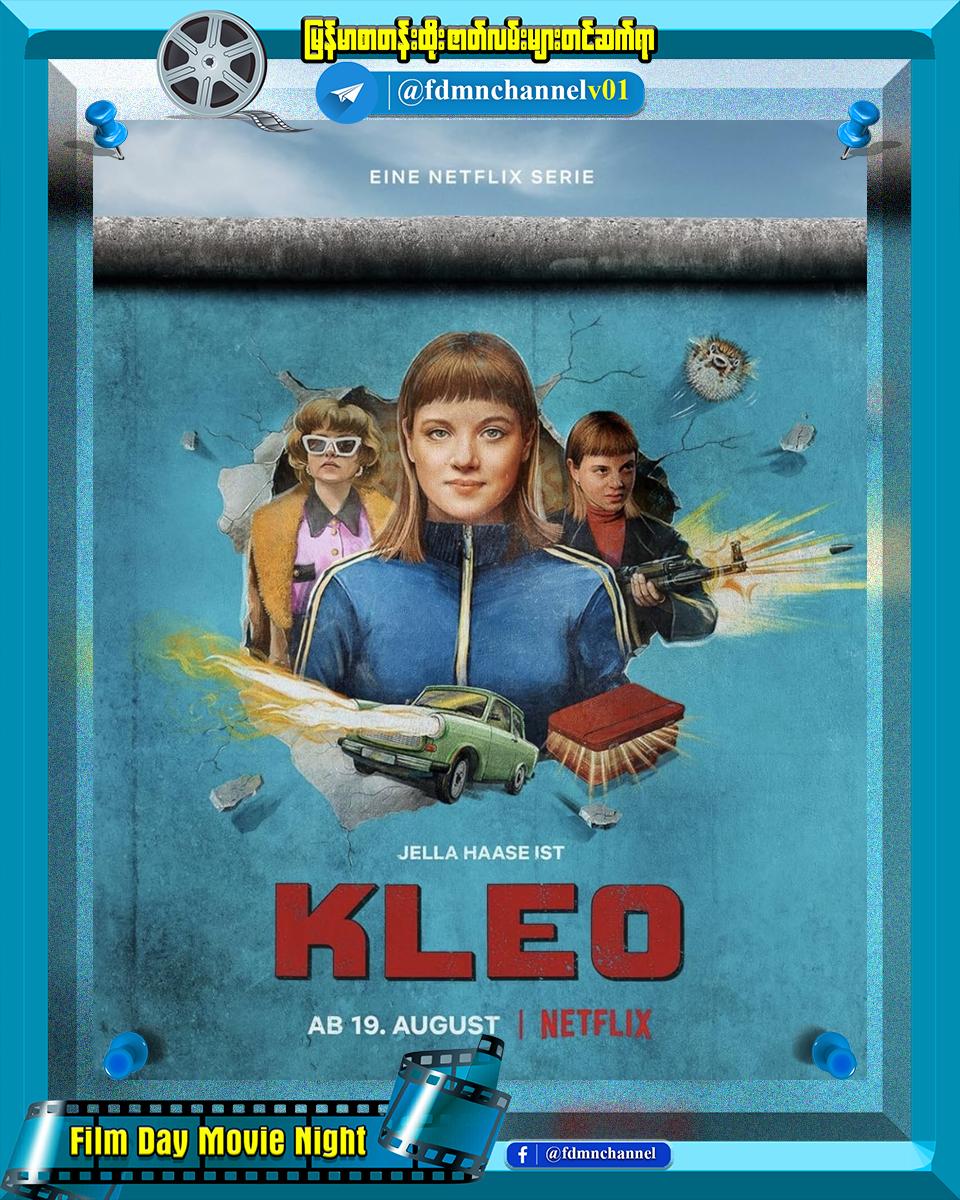 မြန်မာစာတန်းထိုးဇာတ်လမ်းများတင်ဆက်ရာ
@fdmnchannelv01
EINE NETFLIX SERIE
JELLA HAASE IST
KLEO
AB 19. AUGUST | NETFLIX
Film Day Movie Night
@fdmnchannel